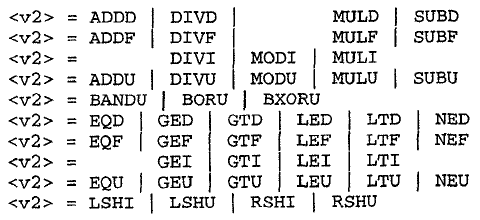 <v2> = ADDD | DIVD |        MULD | SUBD
<v2> = ADDF | DIVF          MULF | SUBF
<v2> =        DIVI | MODI | MULI
<v2> = ADDU | DIVU | MODU | MULU | SUBU
<v2> = BANDU | BORU | BXORU
<v2> = EQD | GED | GTD | LED | LTD | NED
<v2> = EQF | GEF | GTF | LEF | LTF | NEF
<v2> =       GEI | GTI | LEI | LTI
<v2> = EQU | GEU | GTU | LEU | LTU | NEU
<v2> = LSHI | LSHU | RSHI | RSHU